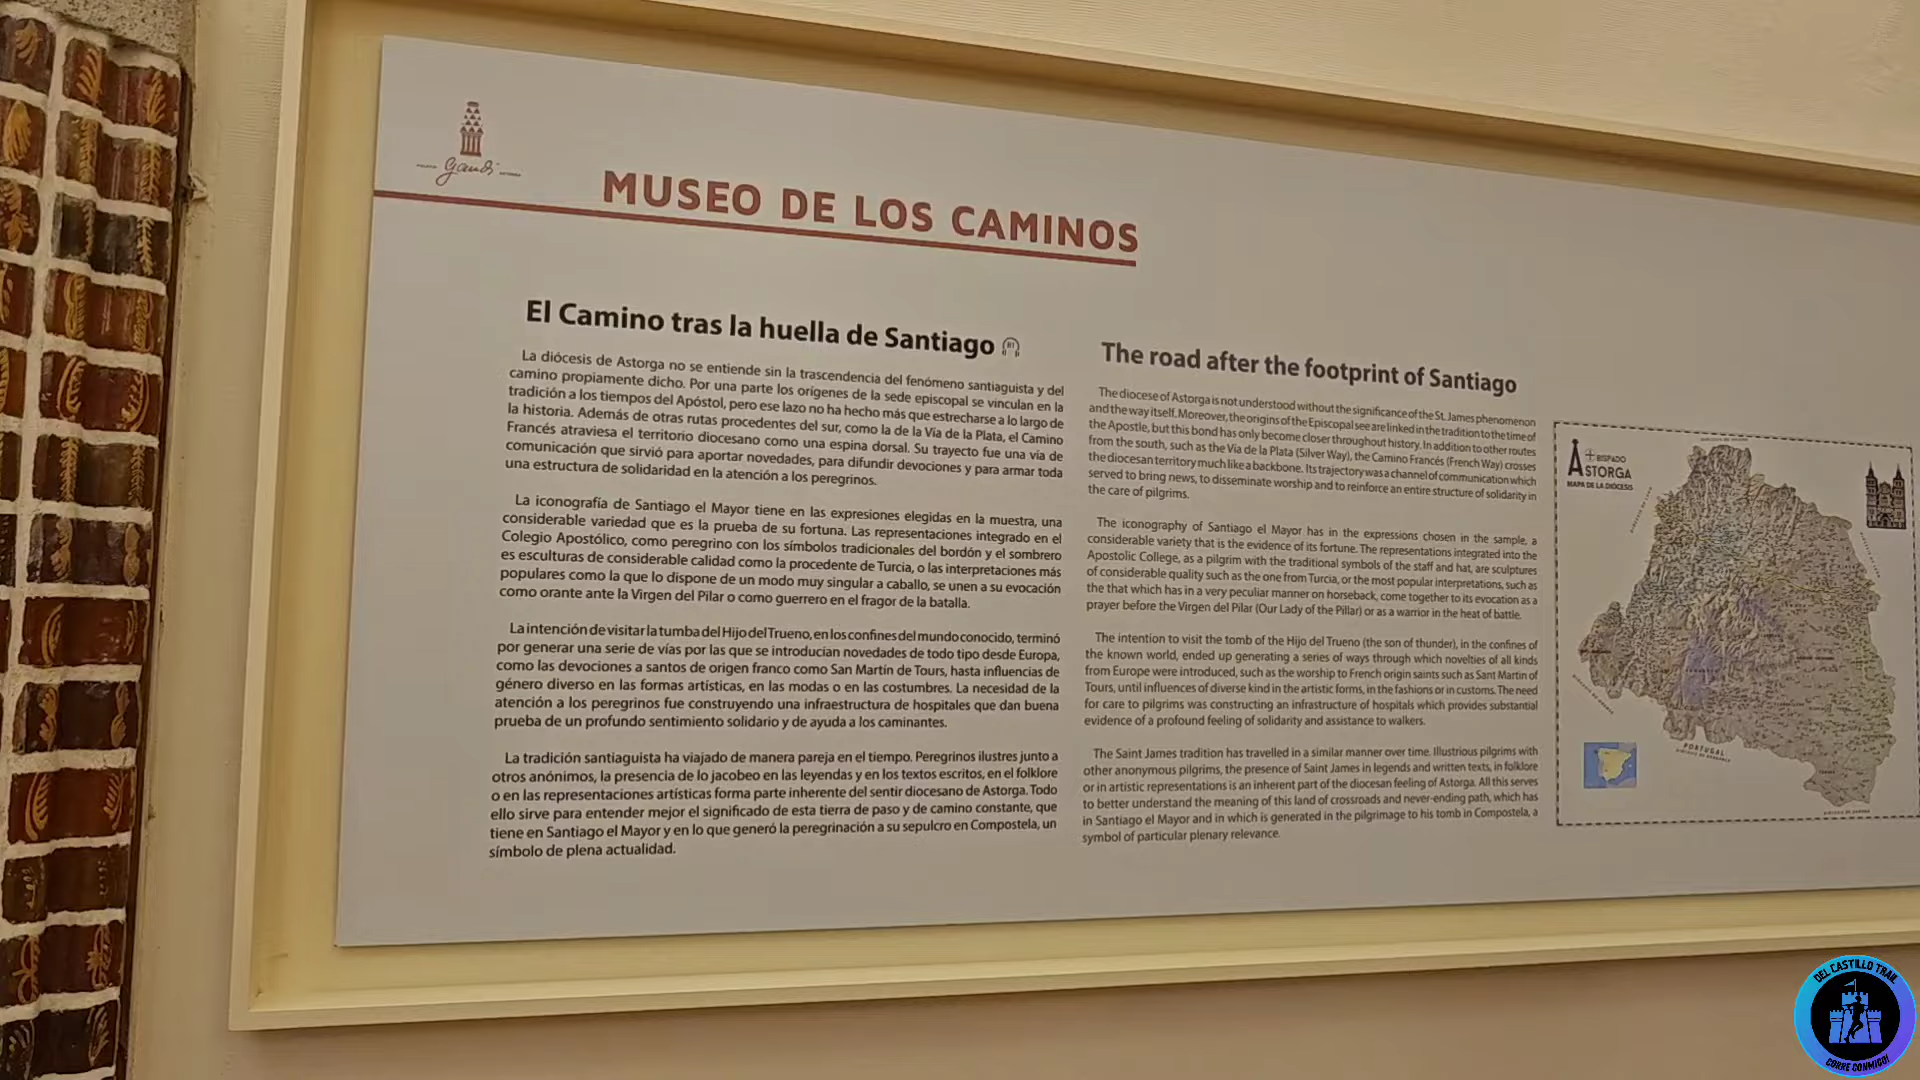 Gaudí
MUSEO DE LOS CAMINOS
El Camino tras la huella de Santiago
La diócesis de Astorga no se entiende sin la trascendencia del fenómeno santiaguista y del
camino propiamente dicho. Por una parte los orígenes de la sede episcopal se vinculan en la
tradición a los tiempos del Apóstol, pero ese lazo no ha hecho más que estrecharse a lo largo de
la historia. Además de otras rutas procedentes del sur, como la de la Vía de la Plata, el Camino
Francés atraviesa el territorio diocesano como una espina dorsal. Su trayecto fue una vía de
comunicación que sirvió para aportar novedades, para difundir devociones y para armar toda
una estructura de solidaridad en la atención a los peregrinos.
La iconografía de Santiago el Mayor tiene en las expresiones elegidas en la muestra, una
considerable variedad que es la prueba de su fortuna. Las representaciones integrado en el
Colegio Apostólico, como peregrino con los símbolos tradicionales del bordón y el sombrero
es esculturas de considerable calidad como la procedente de Turcia, o las interpretaciones más
populares como la que lo dispone de un modo muy singular a caballo, se unen a su evocación
como orante ante la Virgen del Pilar o como guerrero en el fragor de la batalla.
La intención de visitar la tumba del Hijo del Trueno, en los confines del mundo conocido, terminó
por generar una serie de vías por las que se introducían novedades de todo tipo desde Europa,
como las devociones a santos de origen franco como San Martín de Tours, hasta influencias de
género diverso en las formas artísticas, en las modas o en las costumbres. La necesidad de la
atención a los peregrinos fue construyendo una infraestructura de hospitales que dan buena
prueba de un profundo sentimiento solidario y de ayuda a los caminantes.
La tradición santiaguista ha viajado de manera pareja en el tiempo. Peregrinos ilustres junto a
otros anónimos, la presencia de lo jacobeo en las leyendas y en los textos escritos, en el folklore
o en las representaciones artísticas forma parte inherente del sentir diocesano de Astorga. Todo
ello sirve para entender mejor el significado de esta tierra de paso y de camino constante, que
tiene en Santiago el Mayor y en lo que generó la peregrinación a su sepulcro en Compostela, un
símbolo de plena actualidad.
The road after the footprint of Santiago
The diocese of Astorga is not understood without the significance of the St. James phenomenon
and the way itself. Moreover, the origins of the Episcopal see are linked in the tradition to the time of
the Apostle, but this bond has only become closer throughout history. In addition to other routes
from the south, such as the Via de la Plata (Silver Way), the Camino Francés (French Way) crosses
the diocesan territory much like a backbone. Its trajectory was a channel of communication which
served to bring news, to disseminate worship and to reinforce an entire structure of solidarity in
the care of pilgrims.
The iconography of Santiago el Mayor has in the expressions chosen in the sample, a
considerable variety that is the evidence of its fortune. The representations integrated into the
Apostolic College, as a pilgrim with the traditional symbols of the staff and hat, are sculptures
of considerable quality such as the one from Turcia, or the most popular interpretations, such as
the that which has in a very peculiar manner on horseback, come together to its evocation as a
prayer before the Virgen del Pilar (Our Lady of the Pillar) or as a warrior in the heat of battle.
The intention to visit the tomb of the Hijo del Trueno (the son of thunder), in the confines of
the known world, ended up generating a series of ways through which novelties of all kinds
from Europe were introduced, such as the worship to French origin saints such as Sant Martin of
Tours, until influences of diverse kind in the artistic forms, in the fashions or in customs. The need
for care to pilgrims was constructing an infrastructure of hospitals which provides substantial
evidence of a profound feeling of solidarity and assistance to walkers.
The Saint James tradition has travelled in a similar manner over time. Illustrious pilgrims with
other anonymous pilgrims, the presence of Saint James in legends and written texts, in folklore
or in artistic representations is an inherent part of the diocesan feeling of Astorga. All this serves
to better understand the meaning of this land of crossroads and never-ending path, which has
in Santiago el Mayor and in which is generated in the pilgrimage to his tomb in Compostela, a
symbol of particular plenary relevance.
BISPADO
ASTORGA
MAPA DE LA DIÓCESIS
PORTUGAL
DEL CASTILLO TRAIL
CORRE CONMIGO!